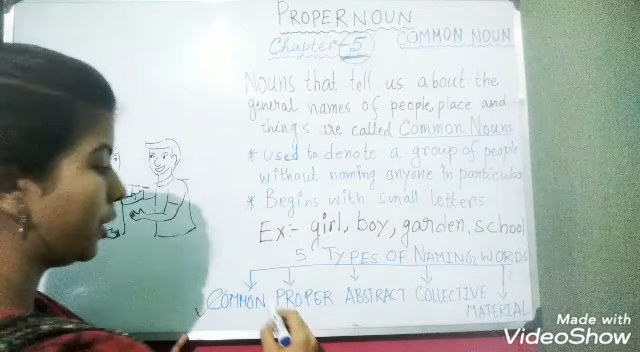 PROPER NOUN
Chapter-5 COMMON NOUN
Nouns that tell us about the
general names of people, place and
things are called Common Nouns
* Used to denote a group of people
without naming anyone in particular
* Begins with small letters
Ex:- girl, boy, garden, school
5 TYPES OF NAMING WORDS
COMMON PROPER ABSTRACT COLLECTIVE
MATERIAL
Made with
VideoShow